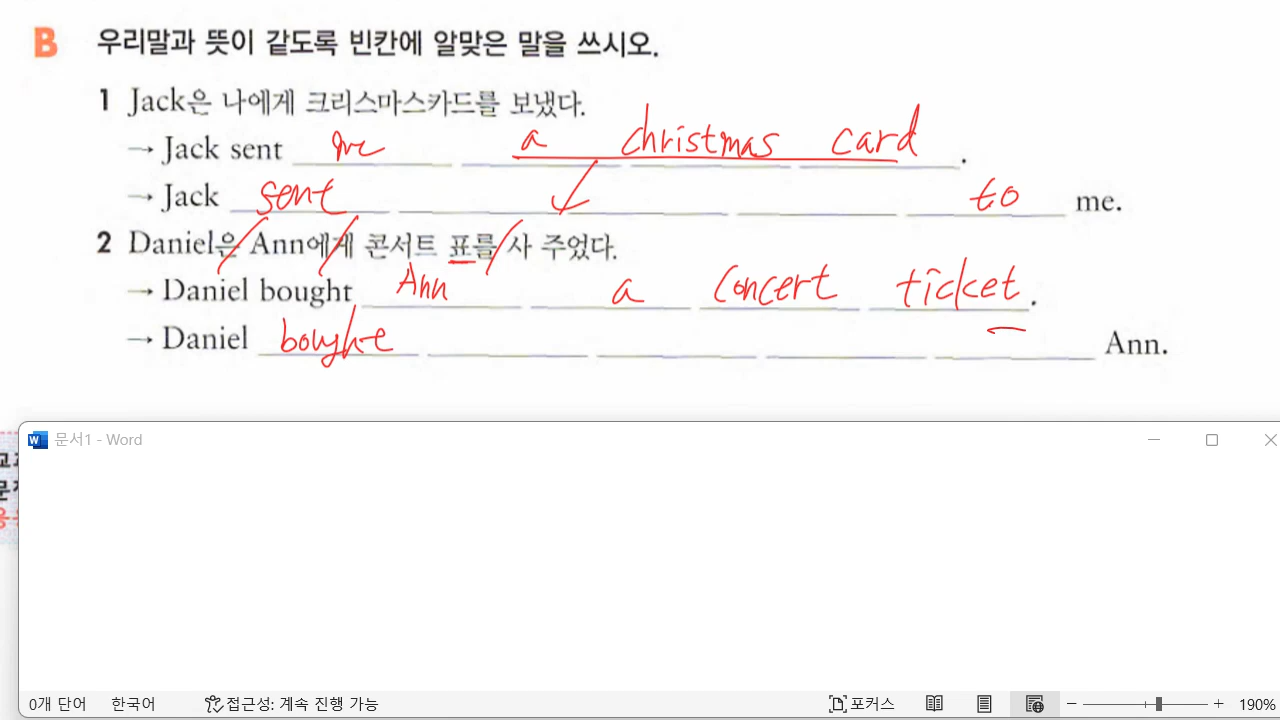 B 우리말과 뜻이 같도록 빈칸에 알맞은 말을 쓰시오.
1 Jack은 나에게 크리스마스카드를 보냈다.
→ Jack sent me a christmas card.
→ Jack sent to me.
2 Daniel은 Ann에게 콘서트 표를 사 주었다.
→ Daniel bought Ann a concert ticket.
→ Daniel bought Ann.
문서1 - Word
0개 단어 한국어 접근성: 계속 진행 가능 포커스 190%